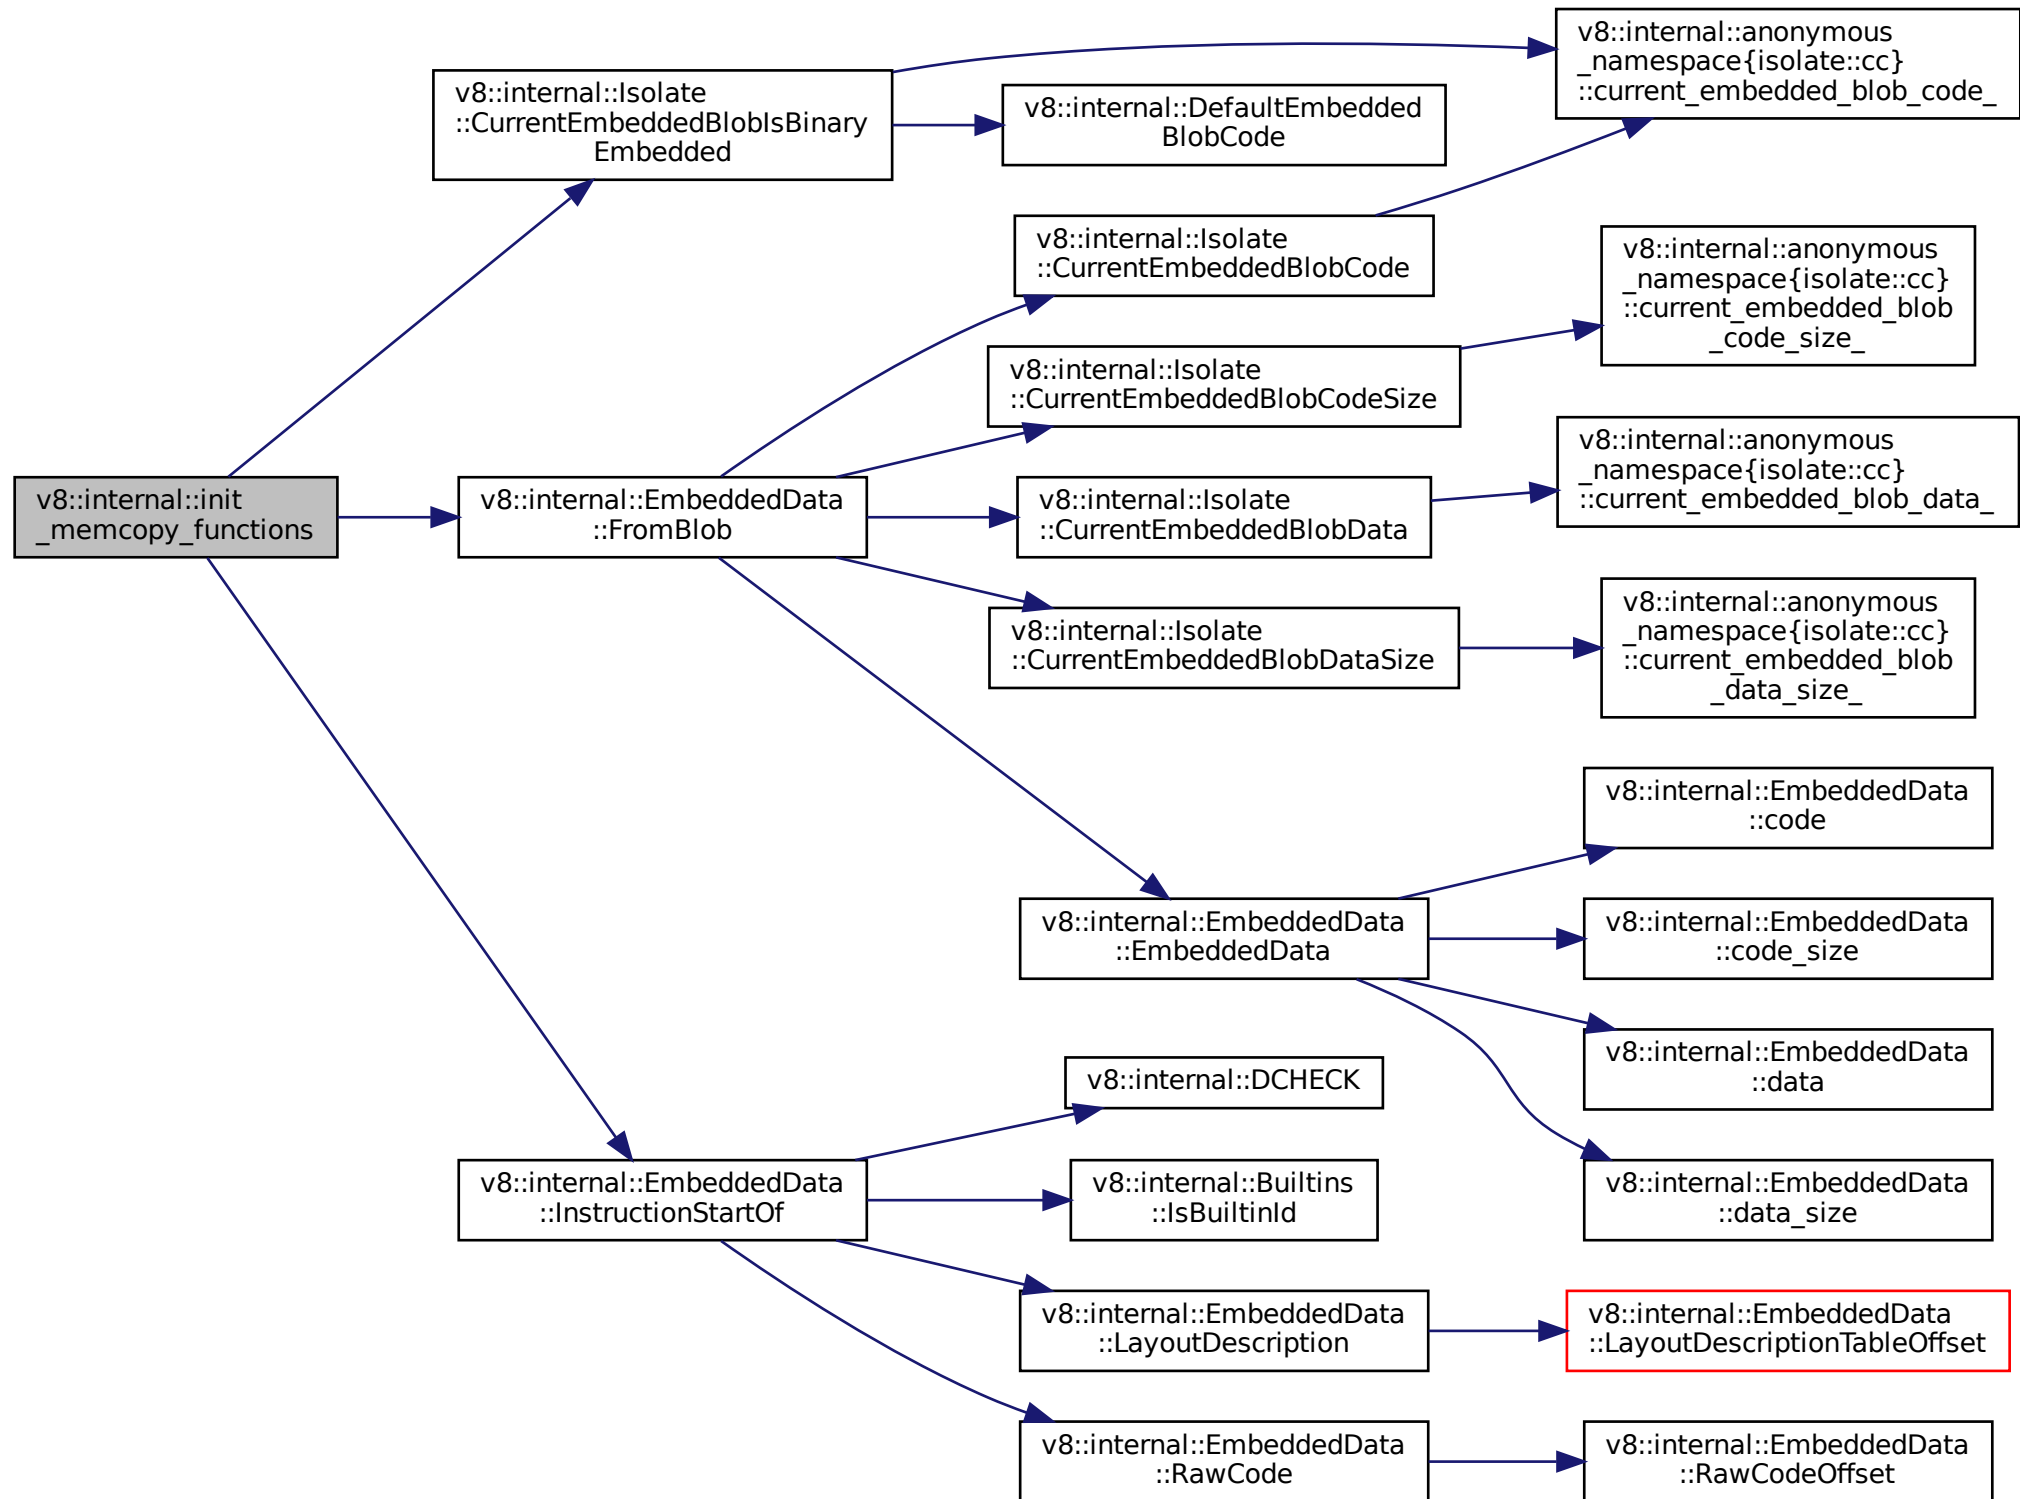 v8::internal::init
_memcopy_functions
v8::internal::Isolate
::CurrentEmbeddedBlobIsBinary
Embedded
v8::internal::anonymous
_namespace{isolate::cc}
::current_embedded_blob_code_
v8::internal::DefaultEmbedded
BlobCode
v8::internal::EmbeddedData
::FromBlob
v8::internal::Isolate
::CurrentEmbeddedBlobCode
v8::internal::Isolate
::CurrentEmbeddedBlobCodeSize
v8::internal::anonymous
_namespace{isolate::cc}
::current_embedded_blob
_code_size_
v8::internal::Isolate
::CurrentEmbeddedBlobData
v8::internal::anonymous
_namespace{isolate::cc}
::current_embedded_blob_data_
v8::internal::Isolate
::CurrentEmbeddedBlobDataSize
v8::internal::anonymous
_namespace{isolate::cc}
::current_embedded_blob
_data_size_
v8::internal::EmbeddedData
::EmbeddedData
v8::internal::EmbeddedData
::code
v8::internal::EmbeddedData
::code_size
v8::internal::EmbeddedData
::data
v8::internal::EmbeddedData
::data_size
v8::internal::EmbeddedData
::InstructionStartOf
v8::internal::DCHECK
v8::internal::Builtins
::IsBuiltinId
v8::internal::EmbeddedData
::LayoutDescription
v8::internal::EmbeddedData
::LayoutDescriptionTableOffset
v8::internal::EmbeddedData
::RawCode
v8::internal::EmbeddedData
::RawCodeOffset